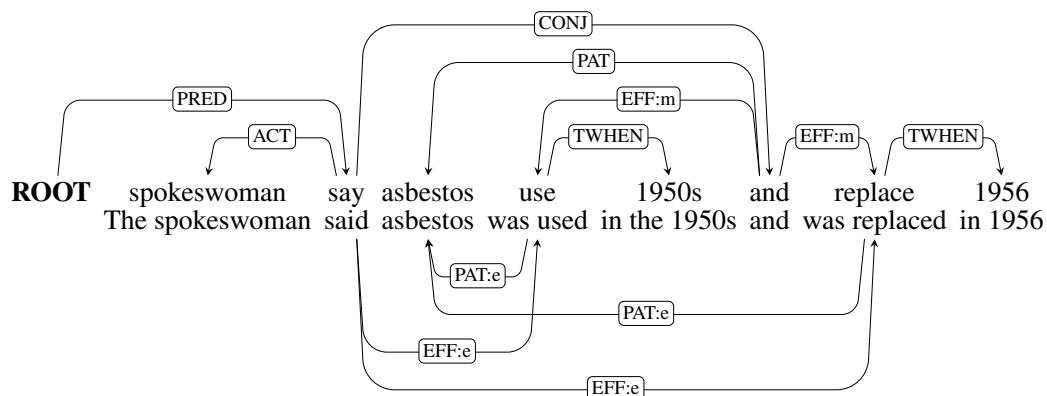 CONJ
PAT
PRED EFF:m
ACT TWHEN EFF:m TWHEN
ROOT spokeswoman say asbestos use 1950s and replace 1956
The spokeswoman said asbestos was used in the 1950s and was replaced in 1956
PAT:e
PAT:e
EFF:e
EFF:e